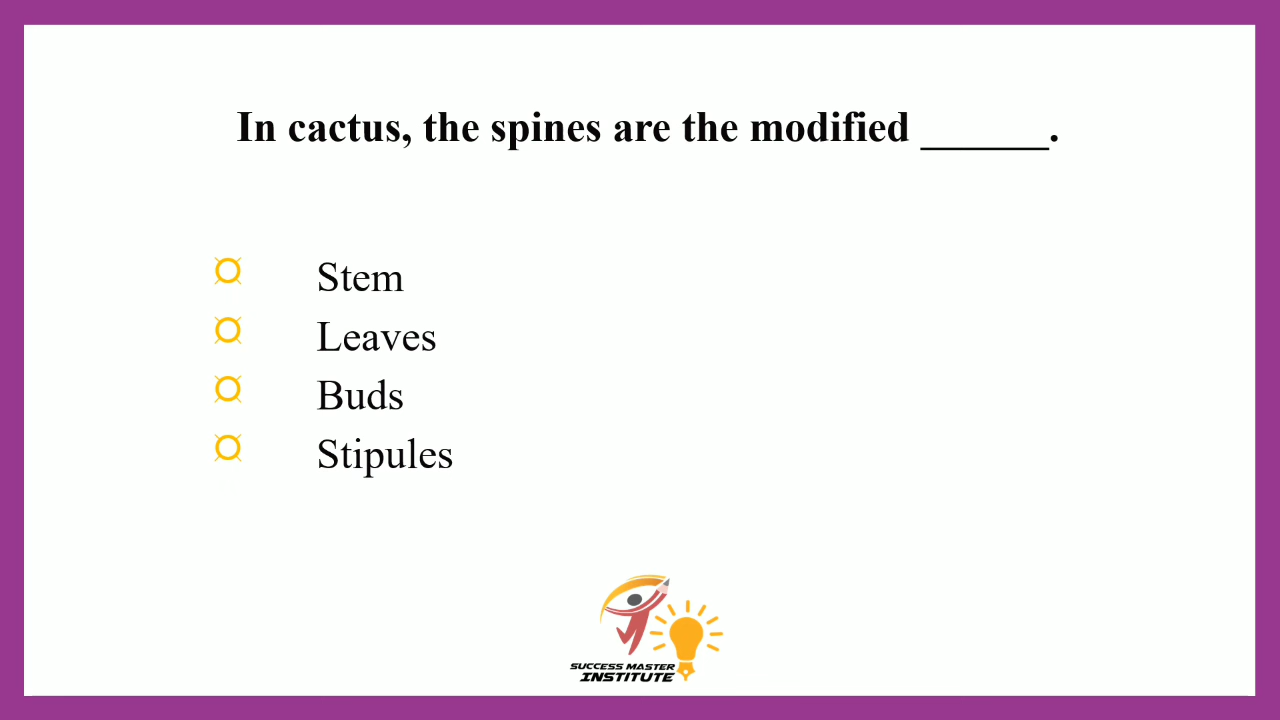 In cactus, the spines are the modified ______.
¤ Stem
¤ Leaves
¤ Buds
¤ Stipules
SUCCESS MASTER
INSTITUTE